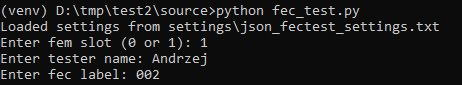 (venv) D:\tmp\test2\source>python fec_test.py
Loaded settings from settings\json_fectest_settings.txt
Enter fem slot (0 or 1): 1
Enter tester name: Andrzej
Enter fec label: 002